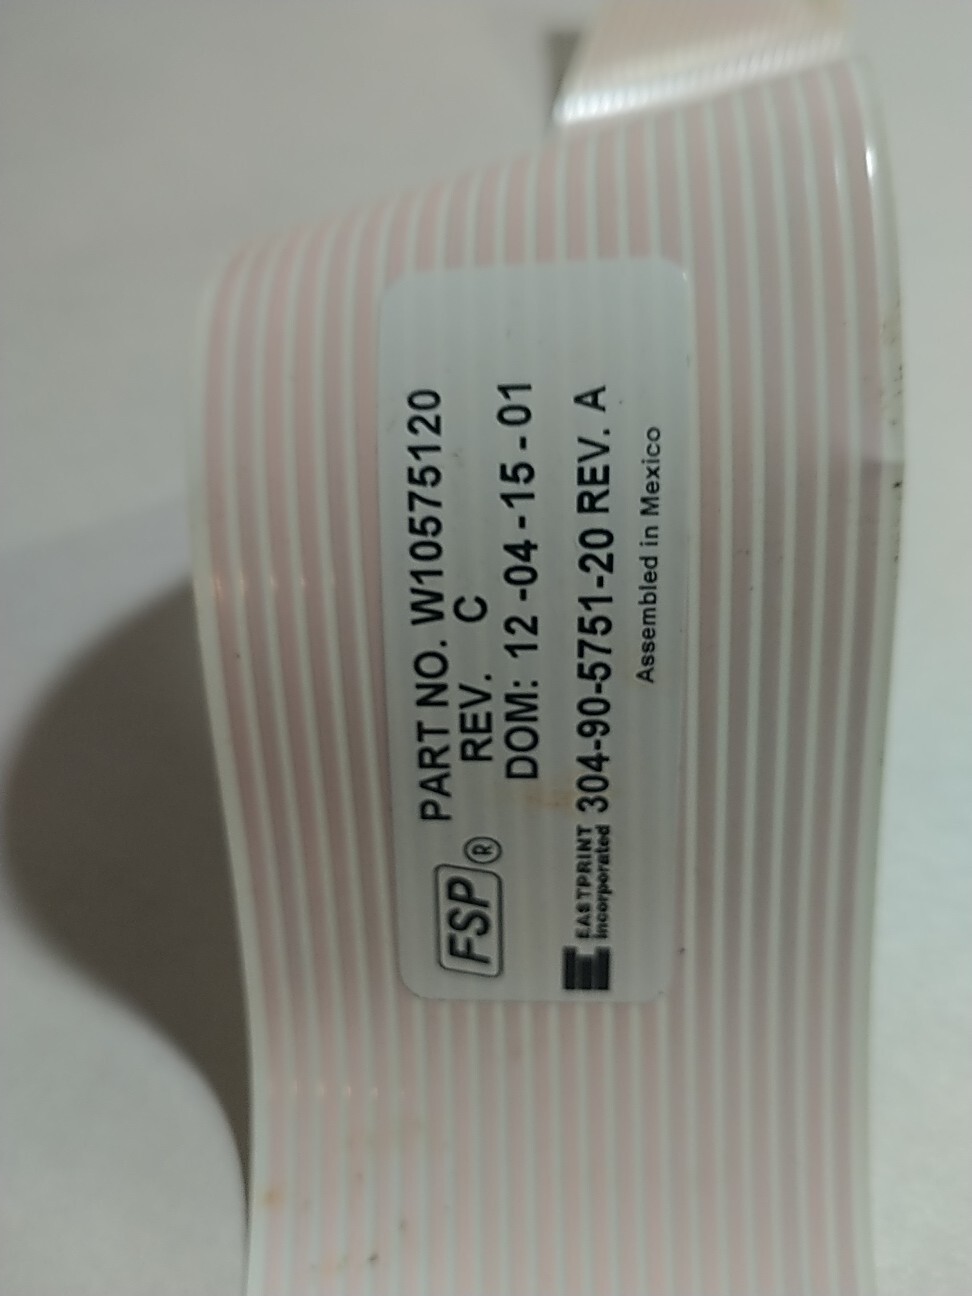 FSP® PART NO. W10575120
REV. C
DOM: 12 -04 -15 - 01
EASTPRINT incorporated 304-90-5751-20 REV. A
Assembled in Mexico